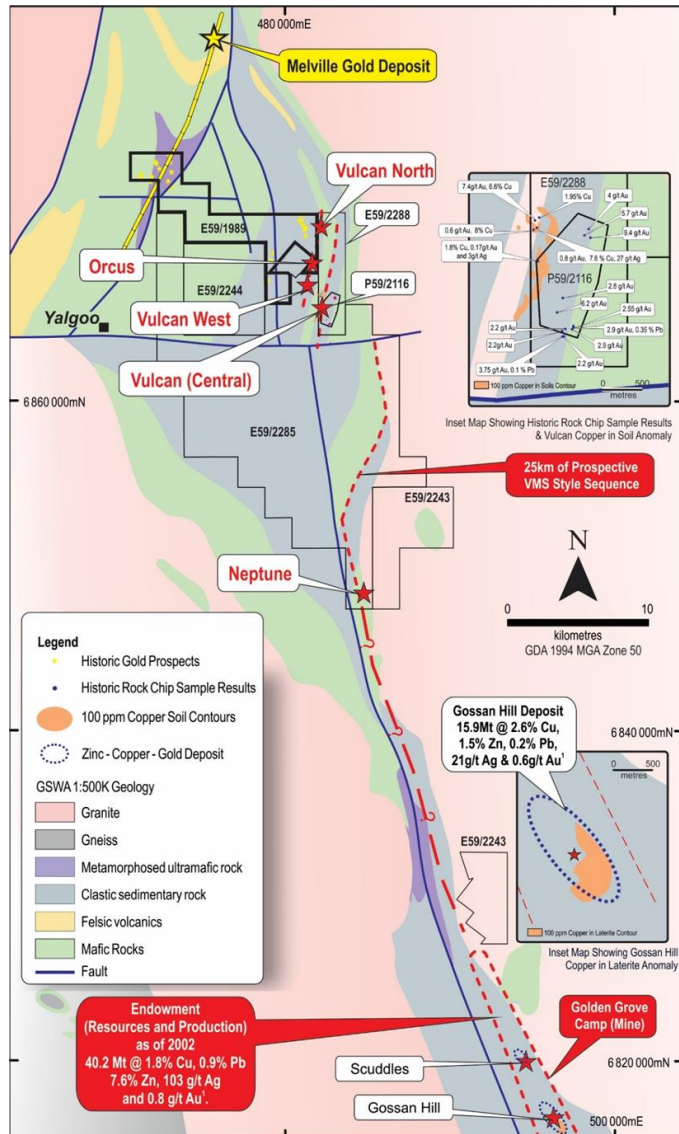 480 000mE
Melville Gold Deposit
Vulcan North
E59/1989
E59/2288
Orcus
E59/2244
P59/2116
Yalgoo
Vulcan West
Vulcan (Central)
6 860 000mN
E59/2285
25km of Prospective
VMS Style Sequence
E59/2243
Neptune
E59/2288
7.4g/t Au, 6.6% Cu
1.95% Cu
4 g/t Au
5.7 g/t Au
0.6 g/t Au, 8% Cu
9.4 g/t Au
1.8% Cu, 0.17g/t Au
and 3g/t Ag
0.8 g/t Au, 7.6 % Cu, 27 g/t Ag
P59/2116
2.8 g/t Au
6.2 g/t Au
2.55 g/t Au
2.2 g/t Au
2.9 g/t Au, 0.35 % Pb
2.2g/t Au
2.9 g/t Au
2.2 g/t Au
3.75 g/t Au, 0.1 % Pb
100 ppm Copper in Soils Contour
0 500
metres
Inset Map Showing Historic Rock Chip Sample Results
& Vulcan Copper in Soil Anomaly
N
0 10
kilometres
GDA 1994 MGA Zone 50
Legend
Historic Gold Prospects
Historic Rock Chip Sample Results
100 ppm Copper Soil Contours
Zinc - Copper - Gold Deposit
GSWA 1:500K Geology
Granite
Gneiss
Metamorphosed ultramafic rock
Clastic sedimentary rock
Felsic volcanics
Mafic Rocks
Fault
?
?
?
Gossan Hill Deposit
15.9Mt @ 2.6% Cu,
1.5% Zn, 0.2% Pb,
21g/t Ag & 0.6g/t Au¹
6 840 000mN
0 500
metres
100 ppm Copper in Laterite Contour
Inset Map Showing Gossan Hill
Copper in Laterite Anomaly
E59/2243
Endowment
(Resources and Production)
as of 2002
40.2 Mt @ 1.8% Cu, 0.9% Pb
7.6% Zn, 103 g/t Ag
and 0.8 g/t Au¹.
Golden Grove
Camp (Mine)
Scuddles
6 820 000mN
Gossan Hill
500 000mE